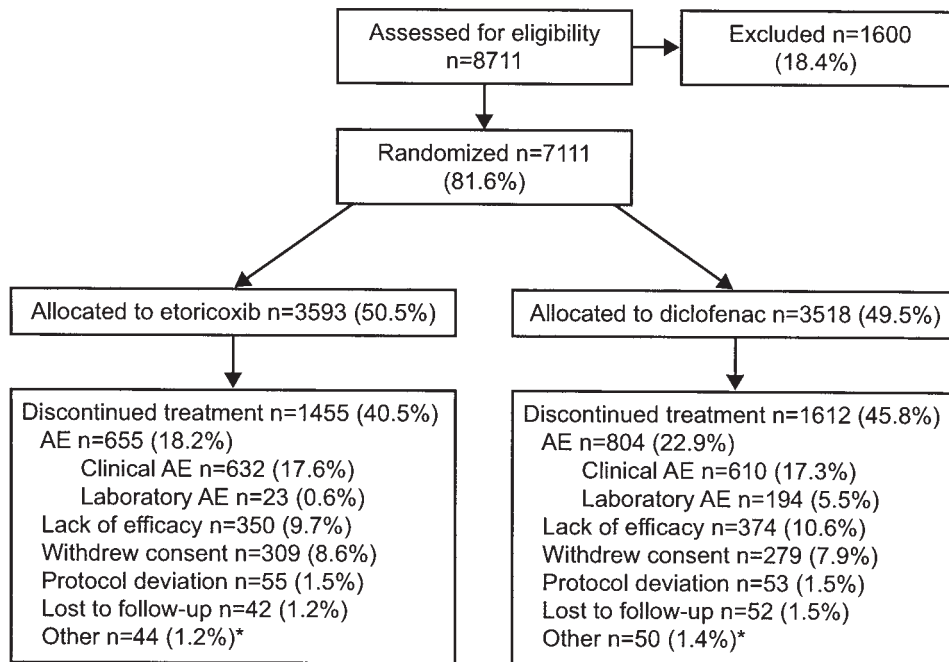 Assessed for eligibility
n=8711
Excluded n=1600
(18.4%)
Randomized n=7111
(81.6%)
Allocated to etoricoxib n=3593 (50.5%)
Allocated to diclofenac n=3518 (49.5%)
Discontinued treatment n=1455 (40.5%)
AE n=655 (18.2%)
Clinical AE n=632 (17.6%)
Laboratory AE n=23 (0.6%)
Lack of efficacy n=350 (9.7%)
Withdrew consent n=309 (8.6%)
Protocol deviation n=55 (1.5%)
Lost to follow-up n=42 (1.2%)
Other n=44 (1.2%)*
Discontinued treatment n=1612 (45.8%)
AE n=804 (22.9%)
Clinical AE n=610 (17.3%)
Laboratory AE n=194 (5.5%)
Lack of efficacy n=374 (10.6%)
Withdrew consent n=279 (7.9%)
Protocol deviation n=53 (1.5%)
Lost to follow-up n=52 (1.5%)
Other n=50 (1.4%)*